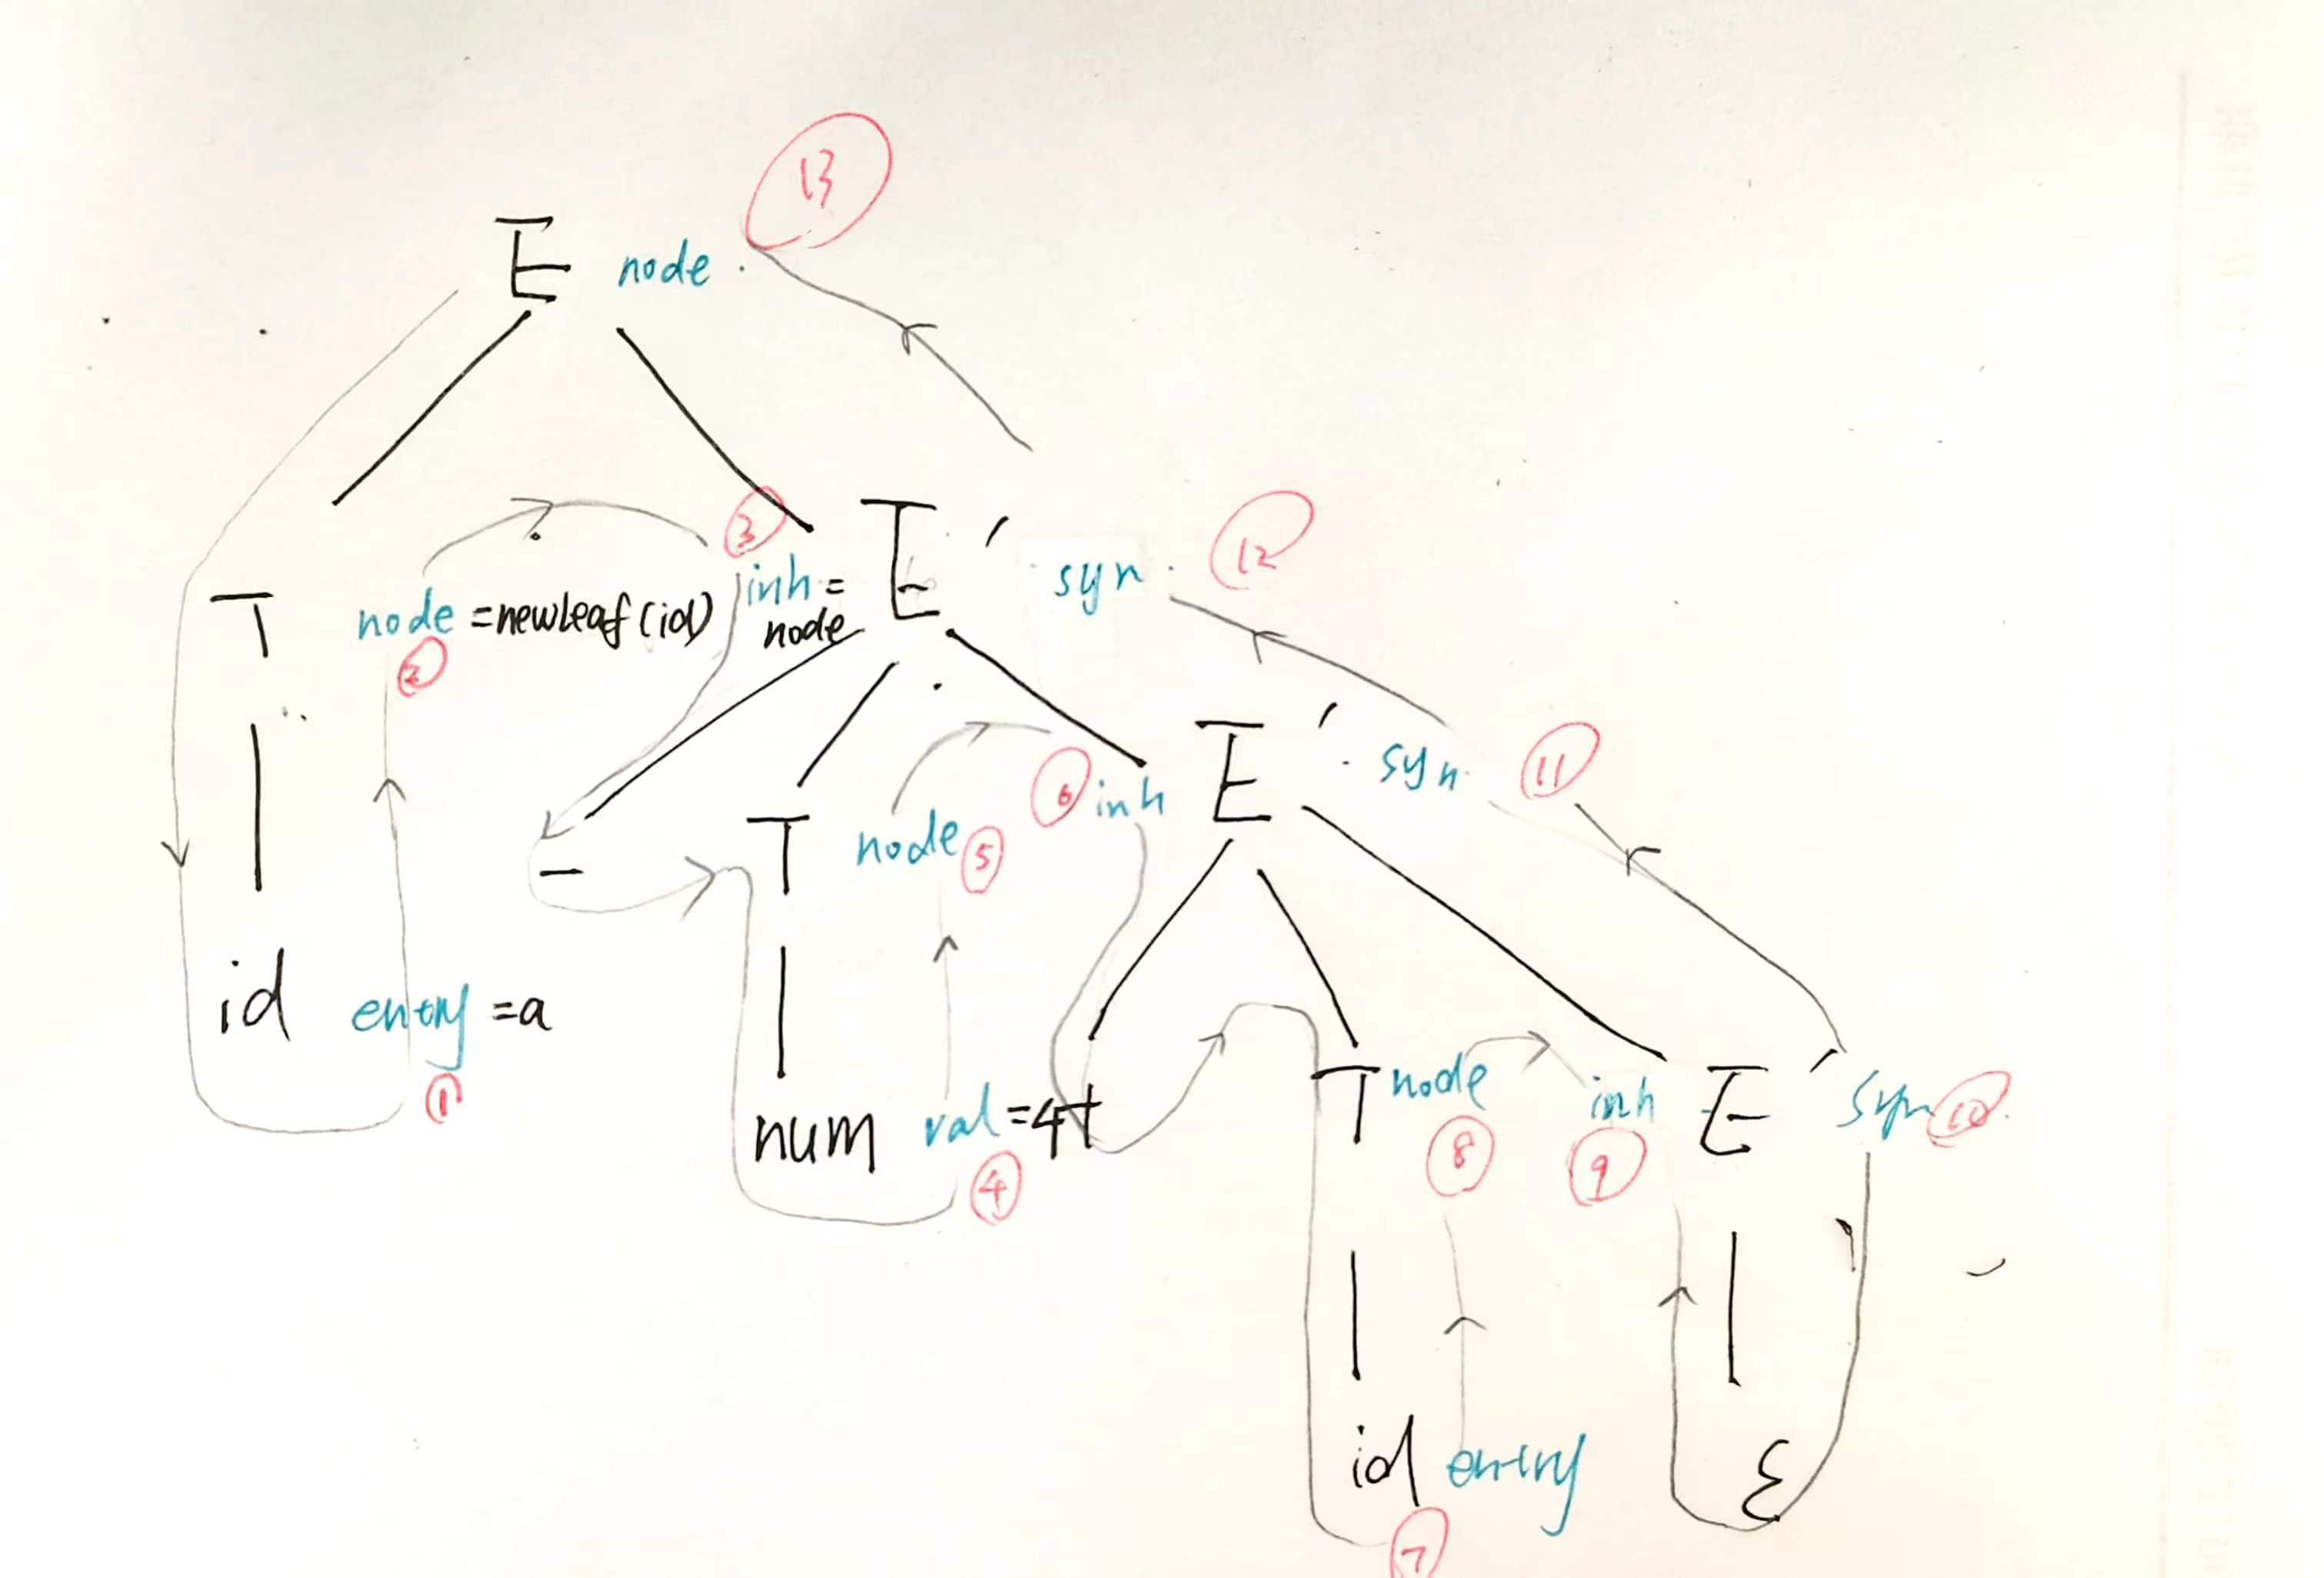 13
E node
3
E ′ syn 12
T node =newleaf(id) inh =
node
2
E ′ syn 11
6 inh
− T node 5
id entry =a
1
T node inh E ′ syn 10
num val =4 +
8 9
4
id entry ε
7